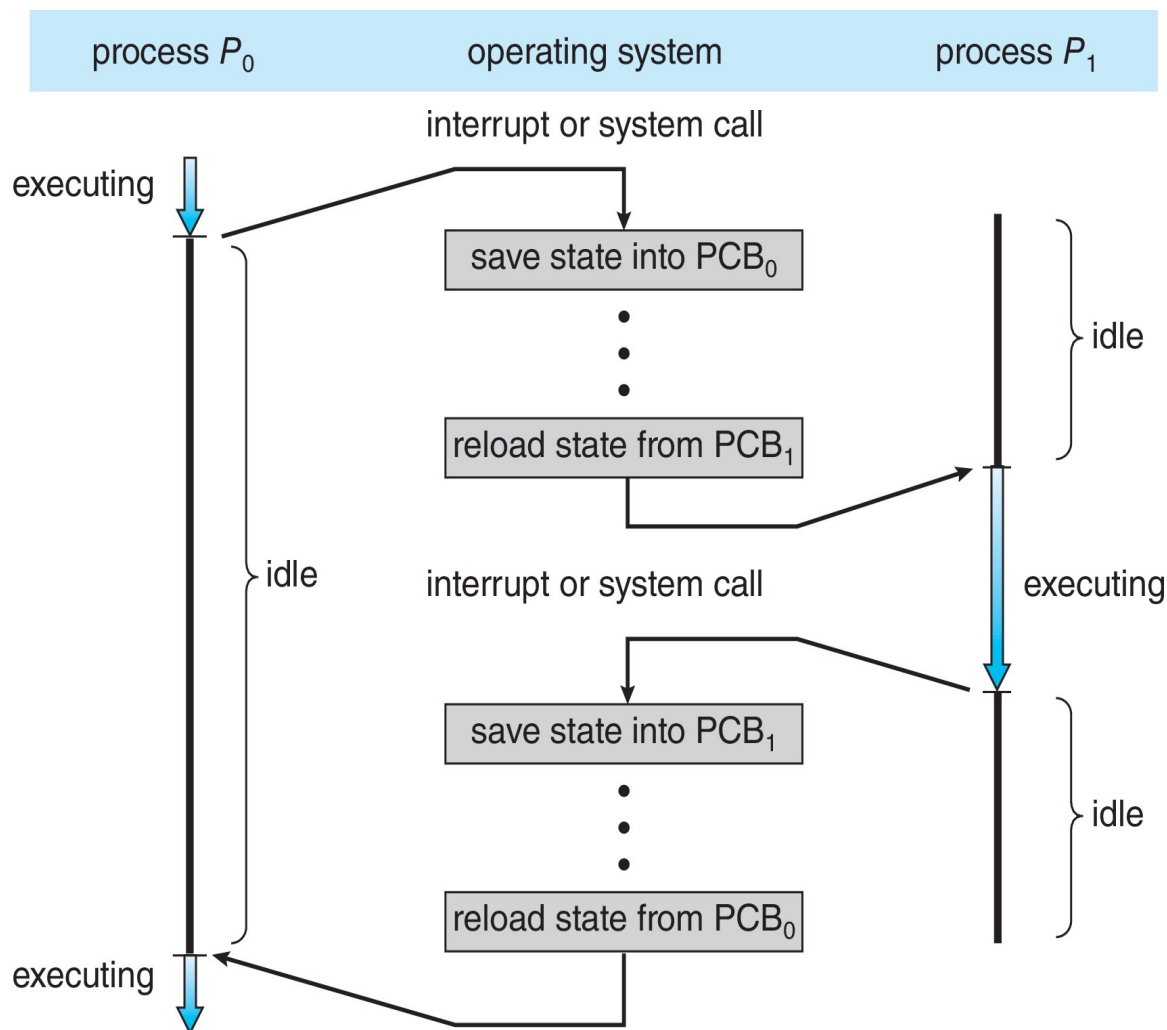 process P₀ operating system process P₁
interrupt or system call
executing
save state into PCB₀
idle
reload state from PCB₁
idle
interrupt or system call
executing
save state into PCB₁
idle
reload state from PCB₀
executing